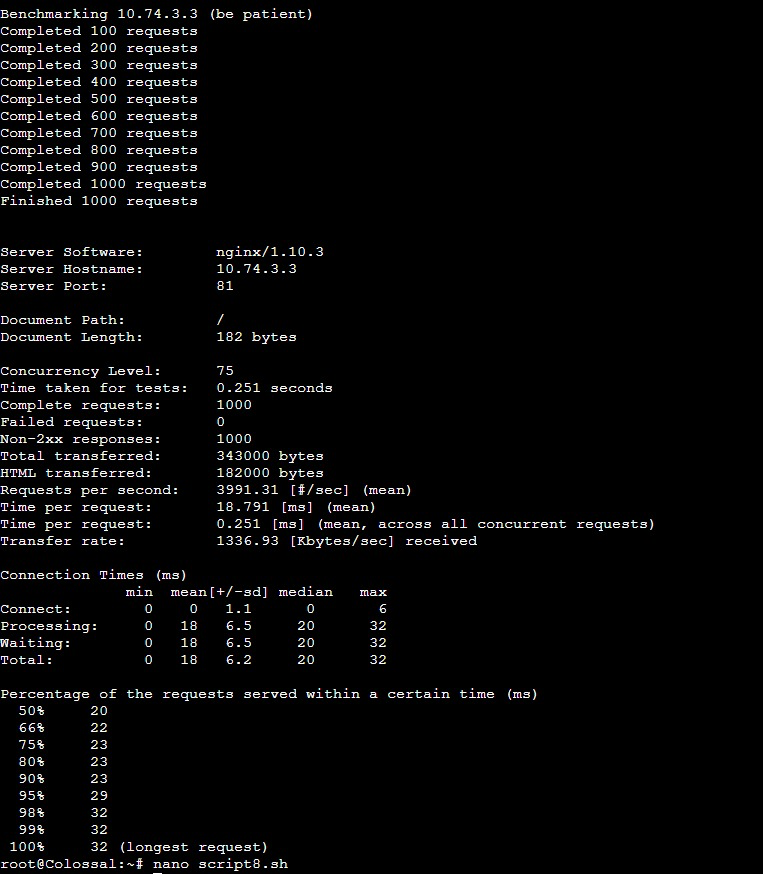 Benchmarking 10.74.3.3 (be patient)
Completed 100 requests
Completed 200 requests
Completed 300 requests
Completed 400 requests
Completed 500 requests
Completed 600 requests
Completed 700 requests
Completed 800 requests
Completed 900 requests
Completed 1000 requests
Finished 1000 requests
Server Software: nginx/1.10.3
Server Hostname: 10.74.3.3
Server Port: 81
Document Path: /
Document Length: 182 bytes
Concurrency Level: 75
Time taken for tests: 0.251 seconds
Complete requests: 1000
Failed requests: 0
Non-2xx responses: 1000
Total transferred: 343000 bytes
HTML transferred: 182000 bytes
Requests per second: 3991.31 [#/sec] (mean)
Time per request: 18.791 [ms] (mean)
Time per request: 0.251 [ms] (mean, across all concurrent requests)
Transfer rate: 1336.93 [Kbytes/sec] received
Connection Times (ms)
min mean[+/-sd] median max
Connect: 0 0 1.1 0 6
Processing: 0 18 6.5 20 32
Waiting: 0 18 6.5 20 32
Total: 0 18 6.2 20 32
Percentage of the requests served within a certain time (ms)
50% 20
66% 22
75% 23
80% 23
90% 23
95% 29
98% 32
99% 32
100% 32 (longest request)
root@Colossal:~# nano script8.sh